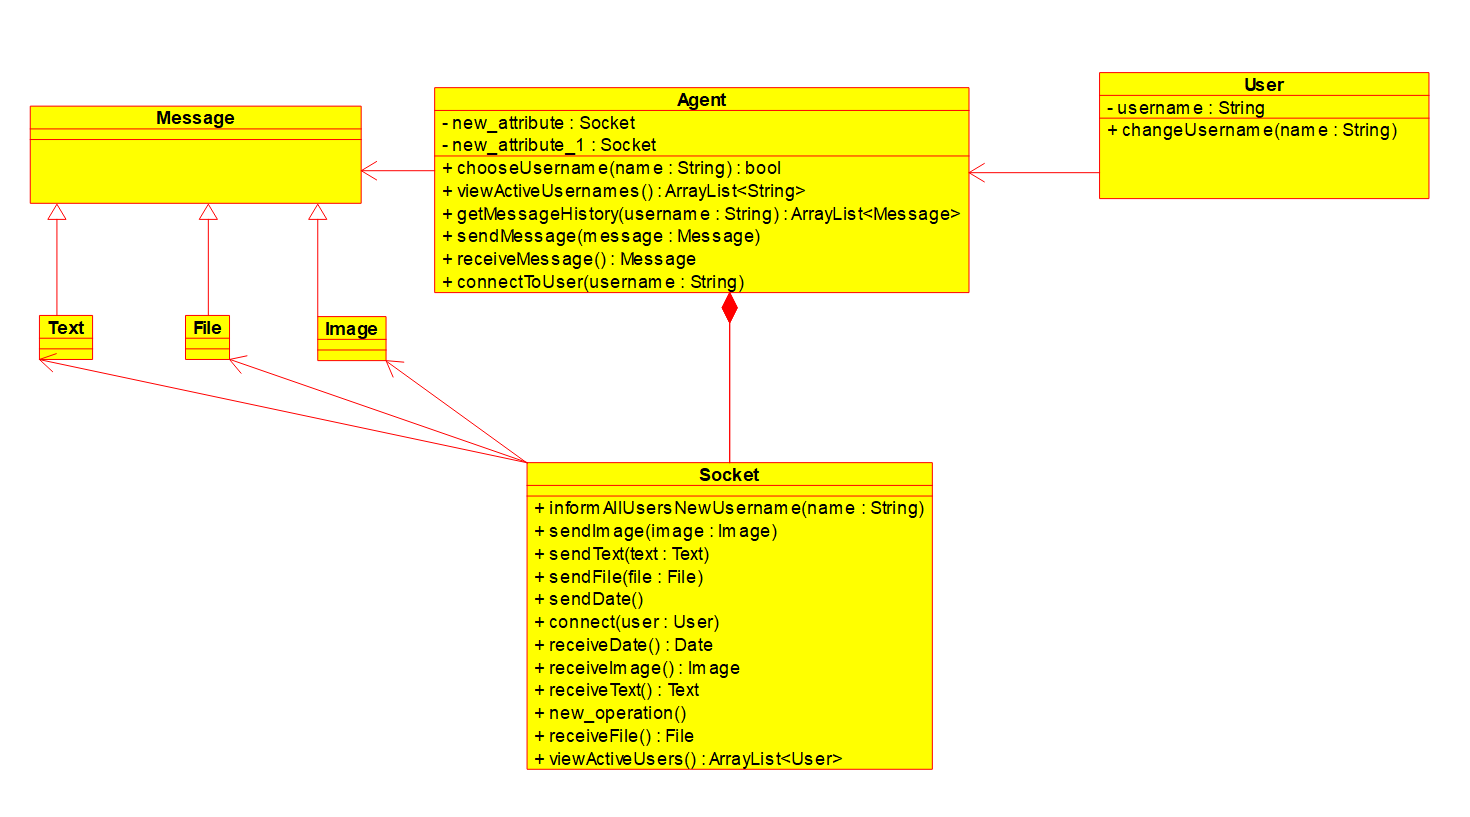 Message
Agent
- new_attribute : Socket
- new_attribute_1 : Socket
+ chooseUsername(name : String) : bool
+ viewActiveUsernames() : ArrayList<String>
+ getMessageHistory(username : String) : ArrayList<Message>
+ sendMessage(message : Message)
+ receiveMessage() : Message
+ connectToUser(username : String)
User
- username : String
+ changeUsername(name : String)
Text
File
Image
Socket
+ informAllUsersNewUsername(name : String)
+ sendImage(image : Image)
+ sendText(text : Text)
+ sendFile(file : File)
+ sendDate()
+ connect(user : User)
+ receiveDate() : Date
+ receiveImage() : Image
+ receiveText() : Text
+ new_operation()
+ receiveFile() : File
+ viewActiveUsers() : ArrayList<User>